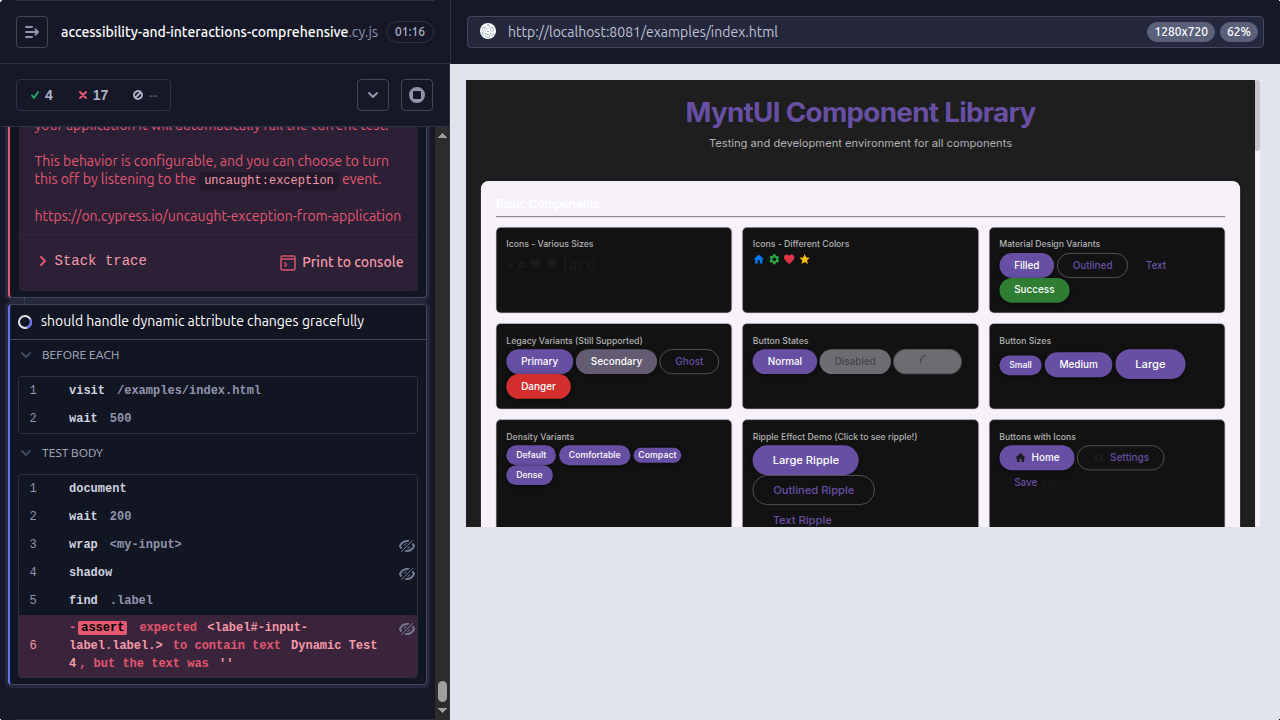 accessibility-and-interactions-comprehensive.cy.js 01:16
4 17 --
your application it will automatically fail the current test.
This behavior is configurable, and you can choose to turn
this off by listening to the uncaught:exception event.
https://on.cypress.io/uncaught-exception-from-application
Stack trace
Print to console
should handle dynamic attribute changes gracefully
BEFORE EACH
1 visit /examples/index.html
2 wait 500
TEST BODY
1 document
2 wait 200
3 wrap <my-input>
4 shadow
5 find .label
6 -assert expected <label#-input-
label.label.> to contain text Dynamic Test
4, but the text was ''
http://localhost:8081/examples/index.html
1280x720 62%
MyntUI Component Library
Testing and development environment for all components
Basic Components
Icons - Various Sizes
face
Icons - Different Colors
Material Design Variants
Filled Outlined Text
Success
Legacy Variants (Still Supported)
Primary Secondary Ghost
Danger
Button States
Normal Disabled
Button Sizes
Small Medium Large
Density Variants
Default Comfortable Compact
Dense
Ripple Effect Demo (Click to see ripple!)
Large Ripple
Outlined Ripple
Text Ripple
Buttons with Icons
Home Settings
Save